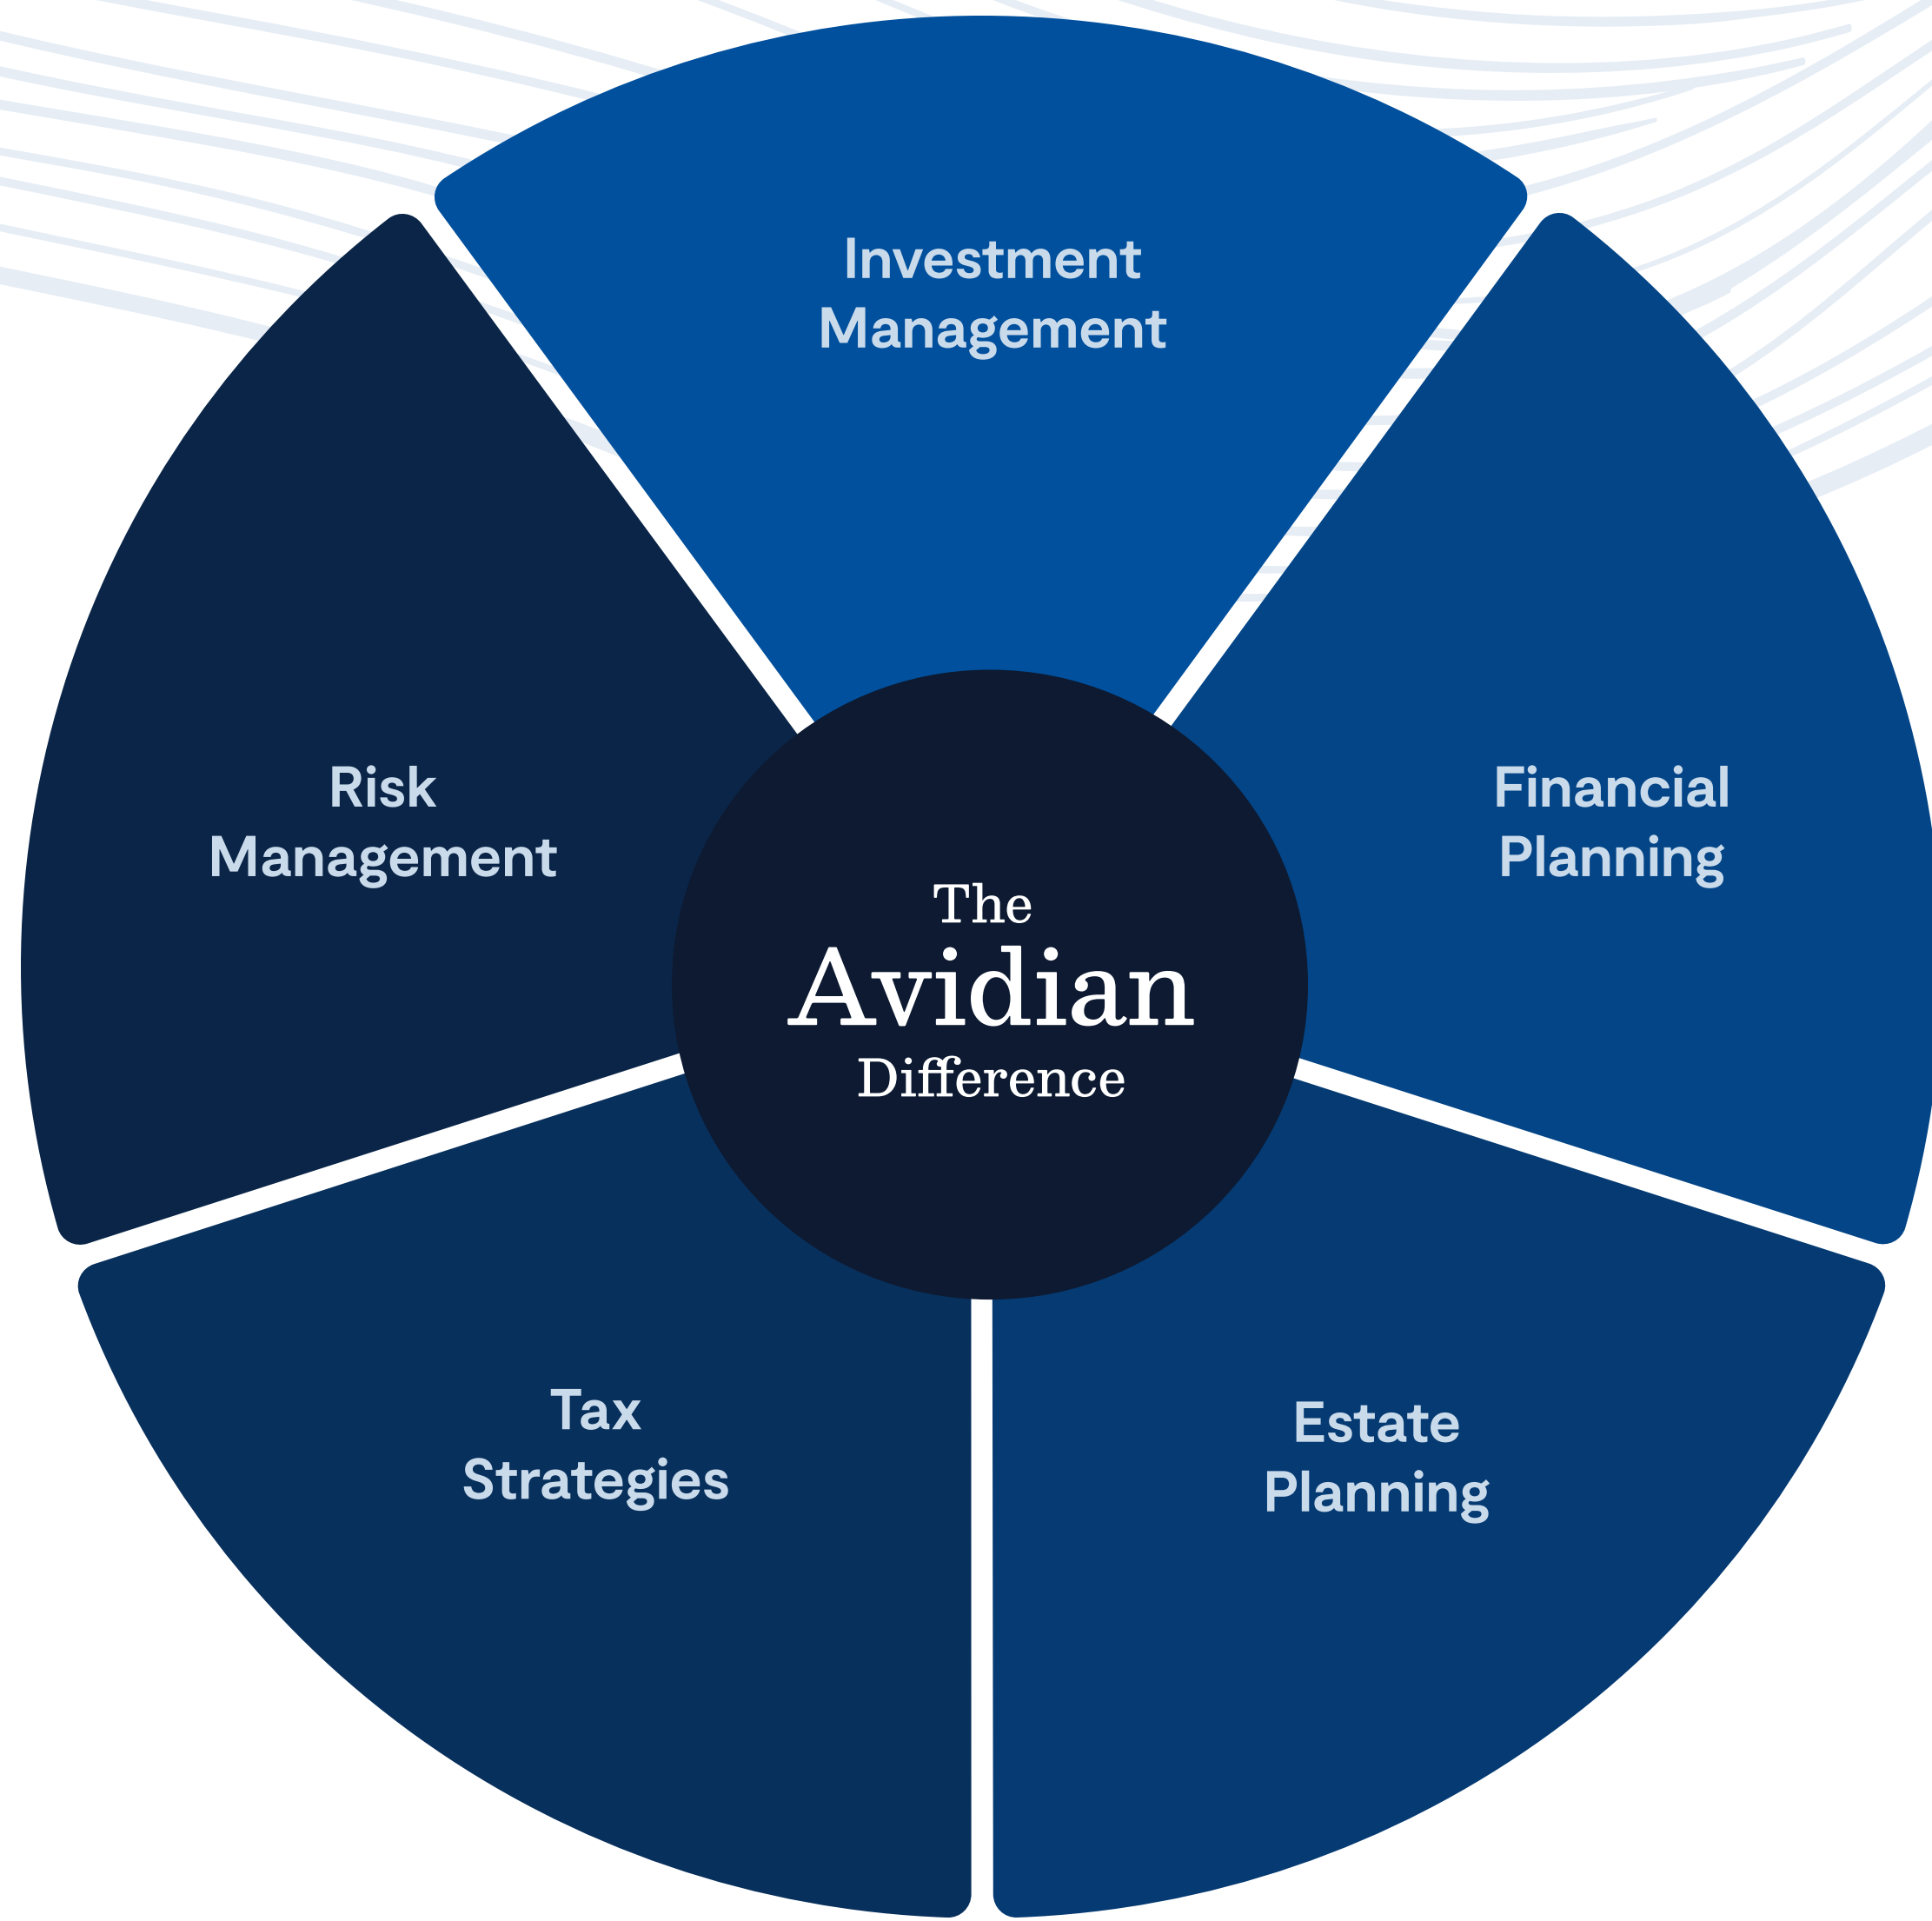 Investment
Management
Financial
Planning
Risk
Management
The
Avidian
Difference
Tax
Strategies
Estate
Planning